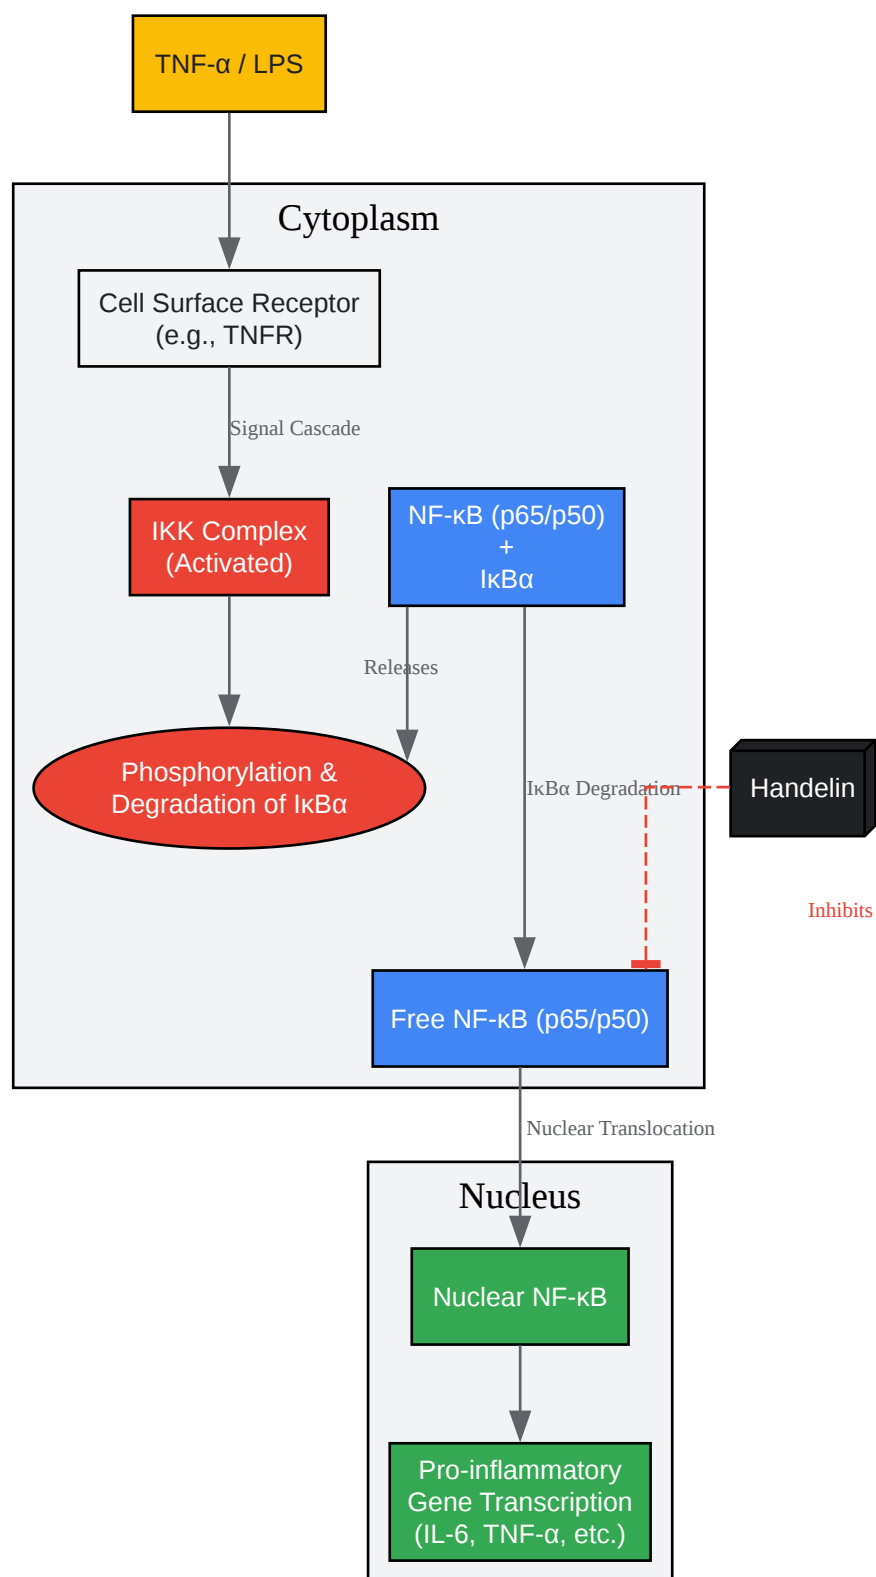 TNF-α / LPS
Cytoplasm
Cell Surface Receptor
(e.g., TNFR)
Signal Cascade
IKK Complex
(Activated)
NF-κB (p65/p50)
+
IκBα
Releases
Phosphorylation &
Degradation of IκBα
IκBα Degradation
Handelin
Inhibits
Free NF-κB (p65/p50)
Nuclear Translocation
Nucleus
Nuclear NF-κB
Pro-inflammatory
Gene Transcription
(IL-6, TNF-α, etc.)